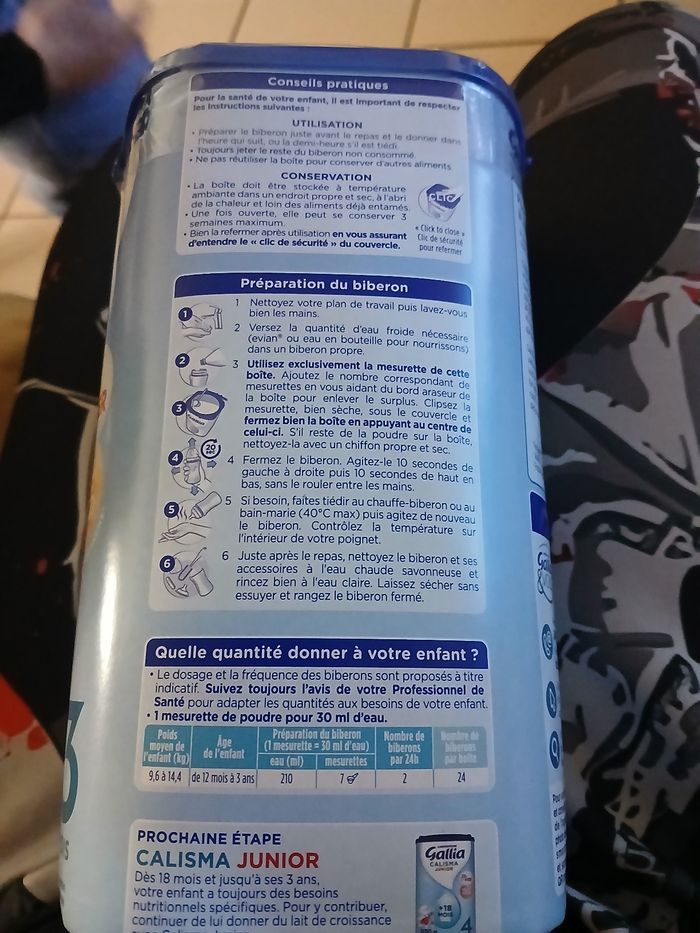 Conseils pratiques
Pour la santé de votre enfant, il est important de respecter
les instructions suivantes :
UTILISATION
• Préparer le biberon juste avant le repas et le donner dans
l'heure qui suit, ou la demi-heure s'il est tiédi.
• Toujours jeter le reste du biberon non consommé.
• Ne pas réutiliser la boîte pour conserver d'autres aliments
CONSERVATION
• La boîte doit être stockée à température
ambiante dans un endroit propre et sec, à l'abri
de la chaleur et loin des aliments déjà entamés.
• Une fois ouverte, elle peut se conserver 3
semaines maximum.
• Bien la refermer après utilisation en vous assurant
d'entendre le « clic de sécurité » du couvercle.
CLIC
« Click to close »
Clic de sécurité
pour refermer
Préparation du biberon
1 Nettoyez votre plan de travail puis lavez-vous
bien les mains.
2 Versez la quantité d'eau froide nécessaire
(evian® ou eau en bouteille pour nourrissons)
dans un biberon propre.
3 Utilisez exclusivement la mesurette de cette
boîte. Ajoutez le nombre correspondant de
mesurettes en vous aidant du bord araseur de
la boîte pour enlever le surplus. Clipsez la
mesurette, bien sèche, sous le couvercle et
fermez bien la boîte en appuyant au centre de
celui-ci. S'il reste de la poudre sur la boîte,
nettoyez-la avec un chiffon propre et sec.
4 Fermez le biberon. Agitez-le 10 secondes de
gauche à droite puis 10 secondes de haut en
bas, sans le rouler entre les mains.
5 Si besoin, faites tiédir au chauffe-biberon ou au
bain-marie (40°C max) puis agitez de nouveau
le biberon. Contrôlez la température sur
l'intérieur de votre poignet.
6 Juste après le repas, nettoyez le biberon et ses
accessoires à l'eau chaude savonneuse et
rincez bien à l'eau claire. Laissez sécher sans
essuyer et rangez le biberon fermé.
1
2
3
4
20
5
6
Quelle quantité donner à votre enfant ?
• Le dosage et la fréquence des biberons sont proposés à titre
indicatif. Suivez toujours l'avis de votre Professionnel de
Santé pour adapter les quantités aux besoins de votre enfant.
• 1 mesurette de poudre pour 30 ml d'eau.
Poids moyen de l'enfant (kg) Âge de l'enfant Préparation du biberon (1 mesurette = 30 ml d'eau) Nombre de biberons par 24h Nombre de biberons par boîte
eau (ml) mesurettes
9,6 à 14,4 de 12 mois à 3 ans 210 7 2 24
3
PROCHAINE ÉTAPE
CALISMA JUNIOR
Dès 18 mois et jusqu'à ses 3 ans,
votre enfant a toujours des besoins
nutritionnels spécifiques. Pour y contribuer,
continuer de lui donner du lait de croissance
Gallia
CALISMA
JUNIOR
+18
MOIS
4